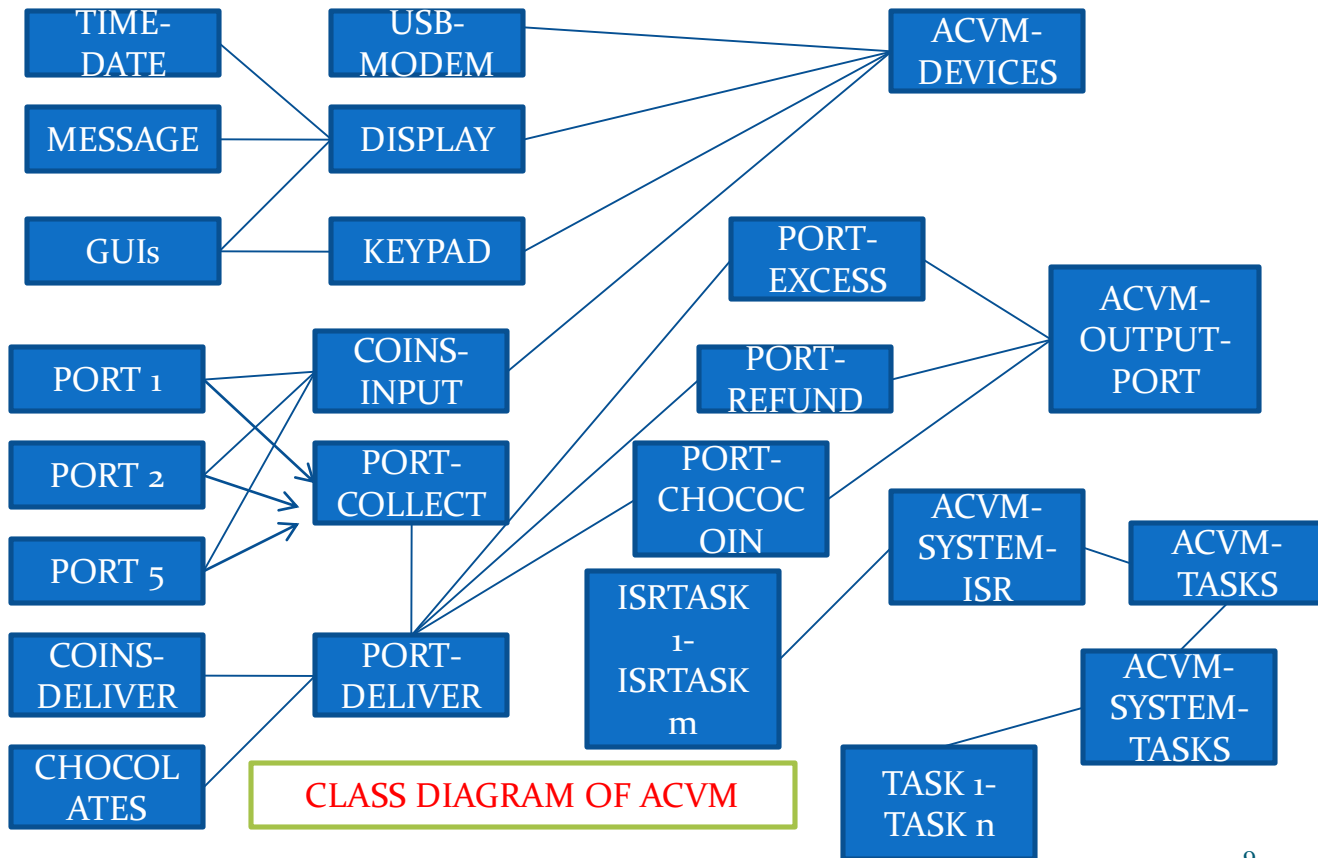 TIME-
DATE
USB-
MODEM
ACVM-
DEVICES
MESSAGE
DISPLAY
GUIs
KEYPAD
PORT-
EXCESS
ACVM-
OUTPUT-
PORT
PORT 1
COINS-
INPUT
PORT-
REFUND
PORT 2
PORT-
COLLECT
PORT-
CHOCOC
OIN
ACVM-
SYSTEM-
ISR
ACVM-
TASKS
PORT 5
ISRTASK
1-
ISRTASK
m
COINS-
DELIVER
PORT-
DELIVER
ACVM-
SYSTEM-
TASKS
CHOCOL
ATES
CLASS DIAGRAM OF ACVM
TASK 1-
TASK n